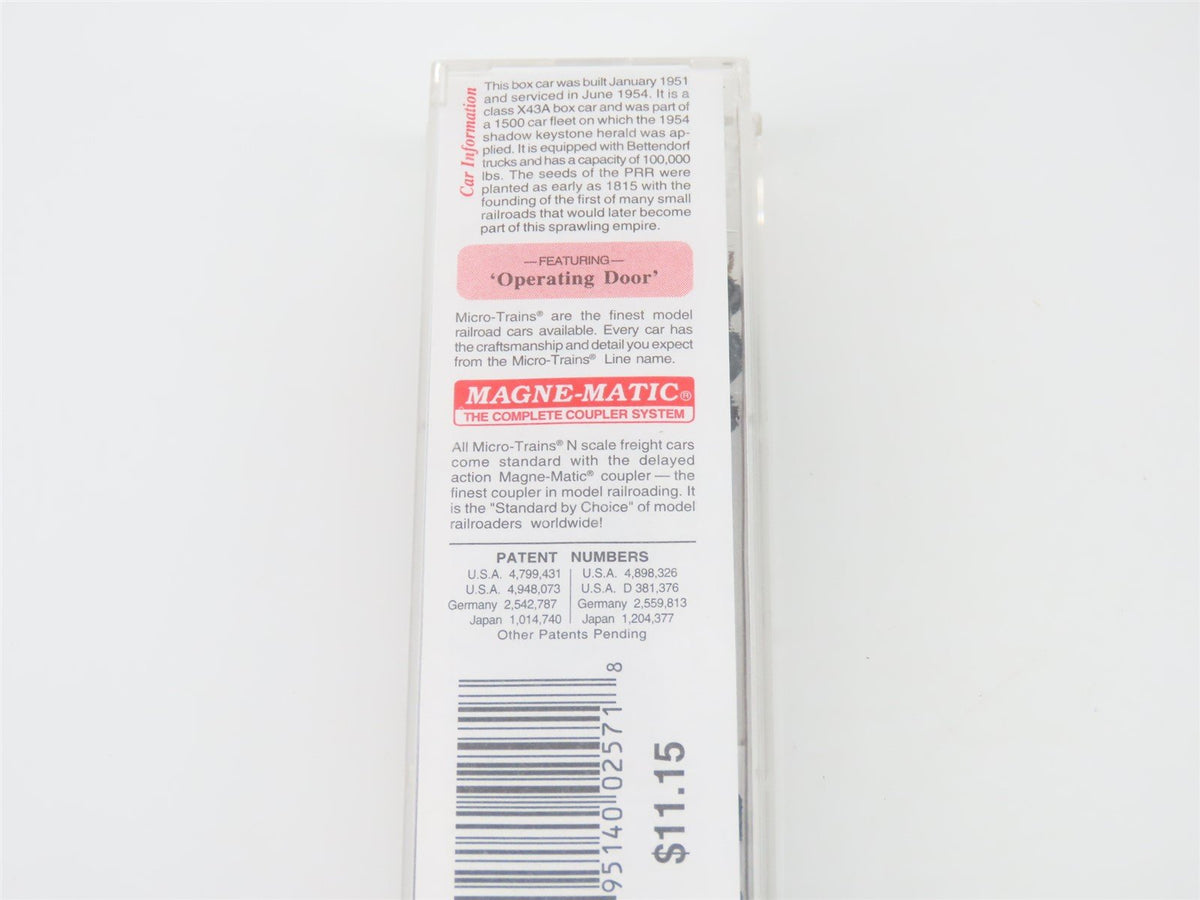 Car Information
This box car was built January 1951
and serviced in June 1954. It is a
class X43A box car and was part of
a 1500 car fleet on which the 1954
shadow keystone herald was ap-
plied. It is equipped with Bettendorf
trucks and has a capacity of 100,000
lbs. The seeds of the PRR were
planted as early as 1815 with the
founding of the first of many small
railroads that would later become
part of this sprawling empire.
—FEATURING—
'Operating Door'
Micro-Trains® are the finest model
railroad cars available. Every car has
the craftsmanship and detail you expect
from the Micro-Trains® Line name.
MAGNE-MATIC®
THE COMPLETE COUPLER SYSTEM
All Micro-Trains® N scale freight cars
come standard with the delayed
action Magne-Matic® coupler — the
finest coupler in model railroading. It
is the "Standard by Choice" of model
railroaders worldwide!
PATENT NUMBERS
U.S.A. 4,799,431 U.S.A. 4,898,326
U.S.A. 4,948,073 U.S.A. D 381,376
Germany 2,542,787 Germany 2,559,813
Japan 1,014,740 Japan 1,204,377
Other Patents Pending
95140 02571 8
$11.15